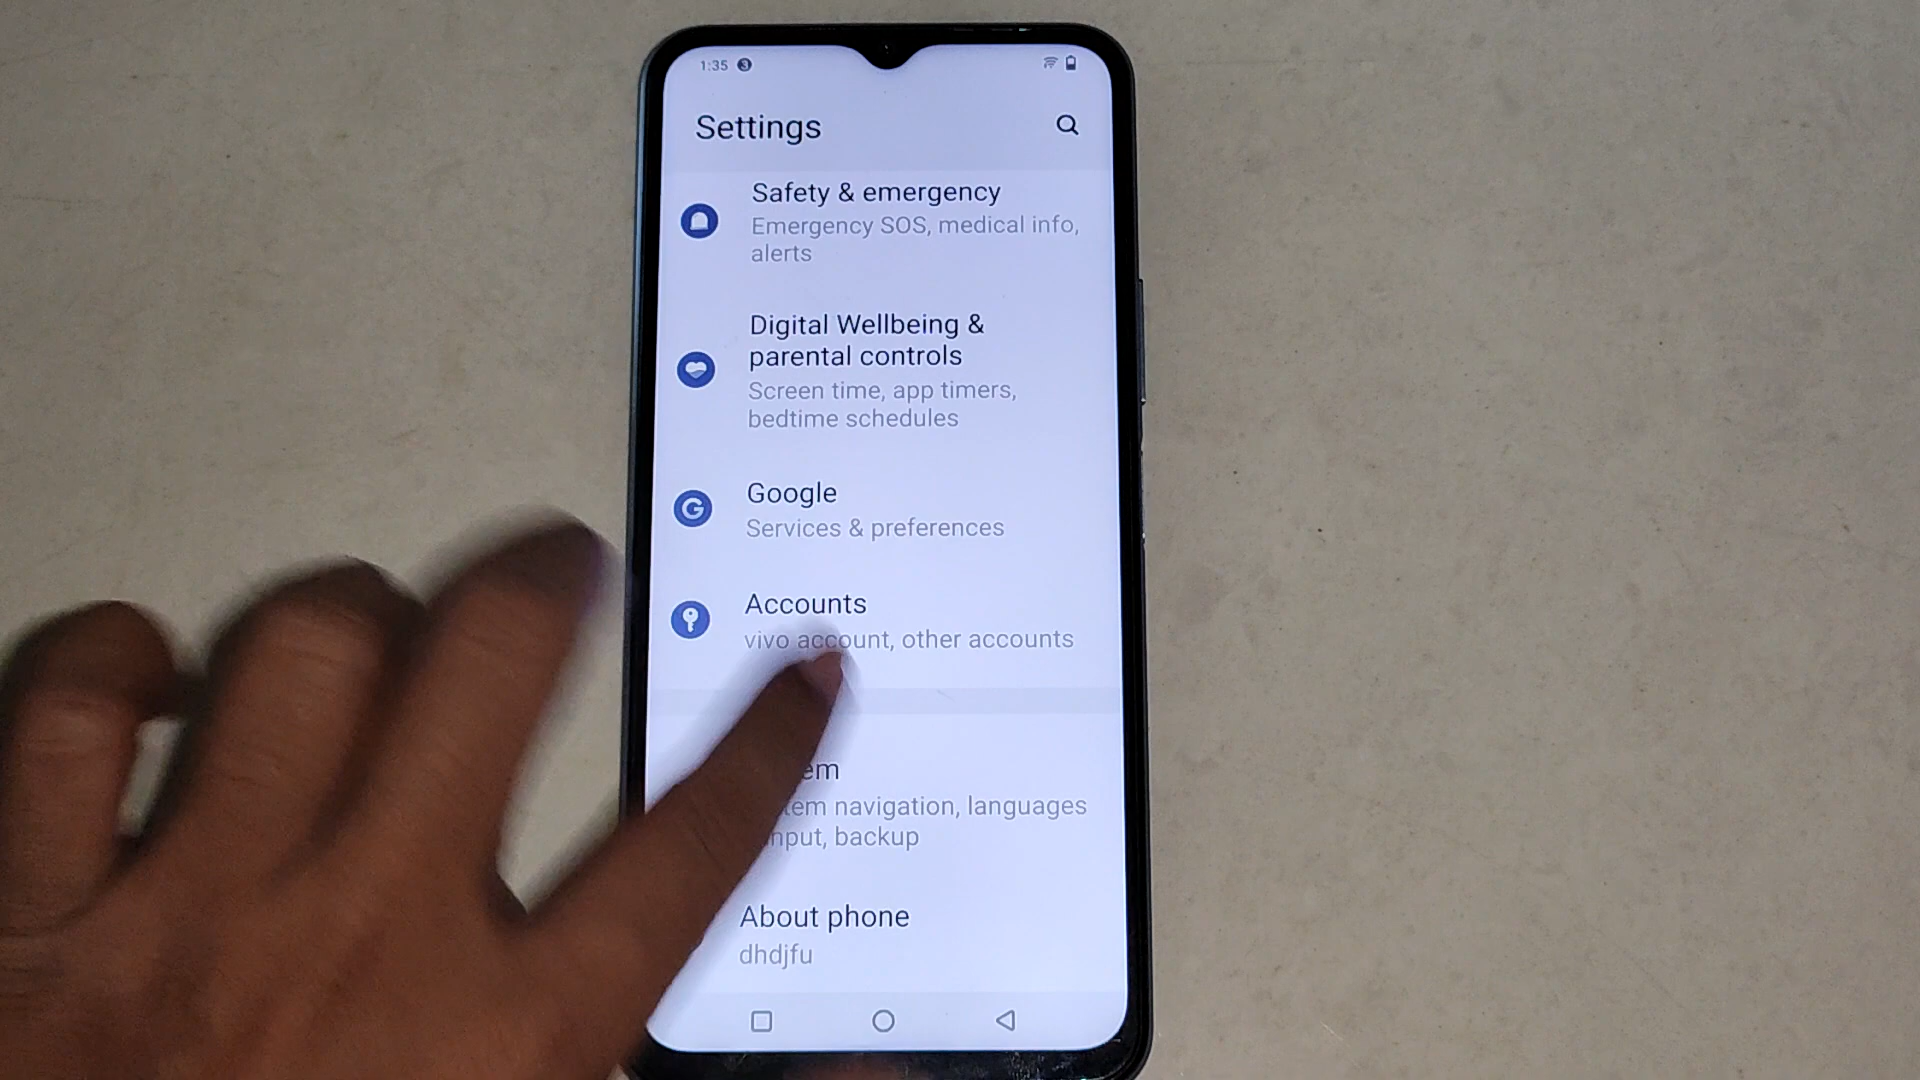 1:35 3
Settings
Safety & emergency
Emergency SOS, medical info,
alerts
Digital Wellbeing &
parental controls
Screen time, app timers,
bedtime schedules
Google
Services & preferences
Accounts
vivo account, other accounts
navigation, languages
backup
About phone
dhdjfu